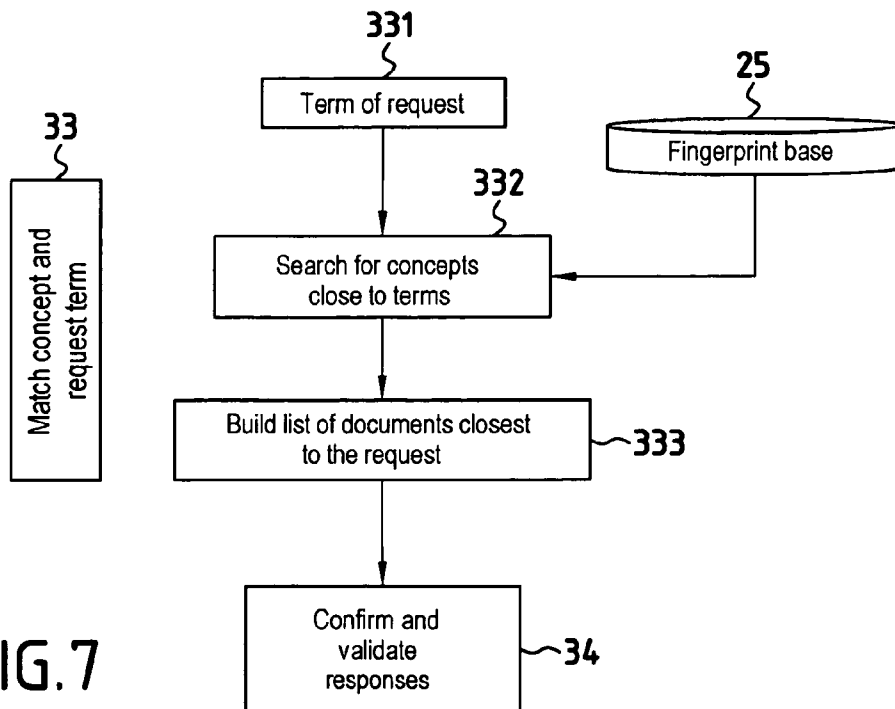 331
Term of request
25
Fingerprint base
33
Match concept and
request term
332
Search for concepts
close to terms
Build list of documents closest
to the request
333
Confirm and
validate
responses
34
IG.7